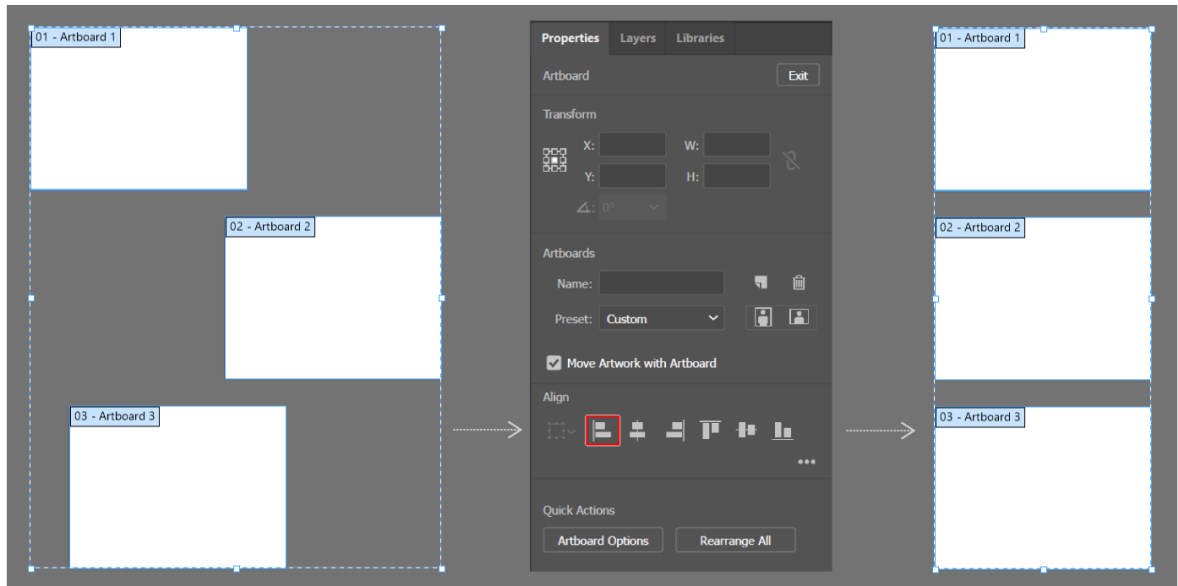 01 - Artboard 1
02 - Artboard 2
03 - Artboard 3
Properties Layers Libraries
Artboard Exit
Transform
X: W:
Y: H:
0°
Artboards
Name:
Preset: Custom
Move Artwork with Artboard
Align
Quick Actions
Artboard Options Rearrange All
01 - Artboard 1
02 - Artboard 2
03 - Artboard 3